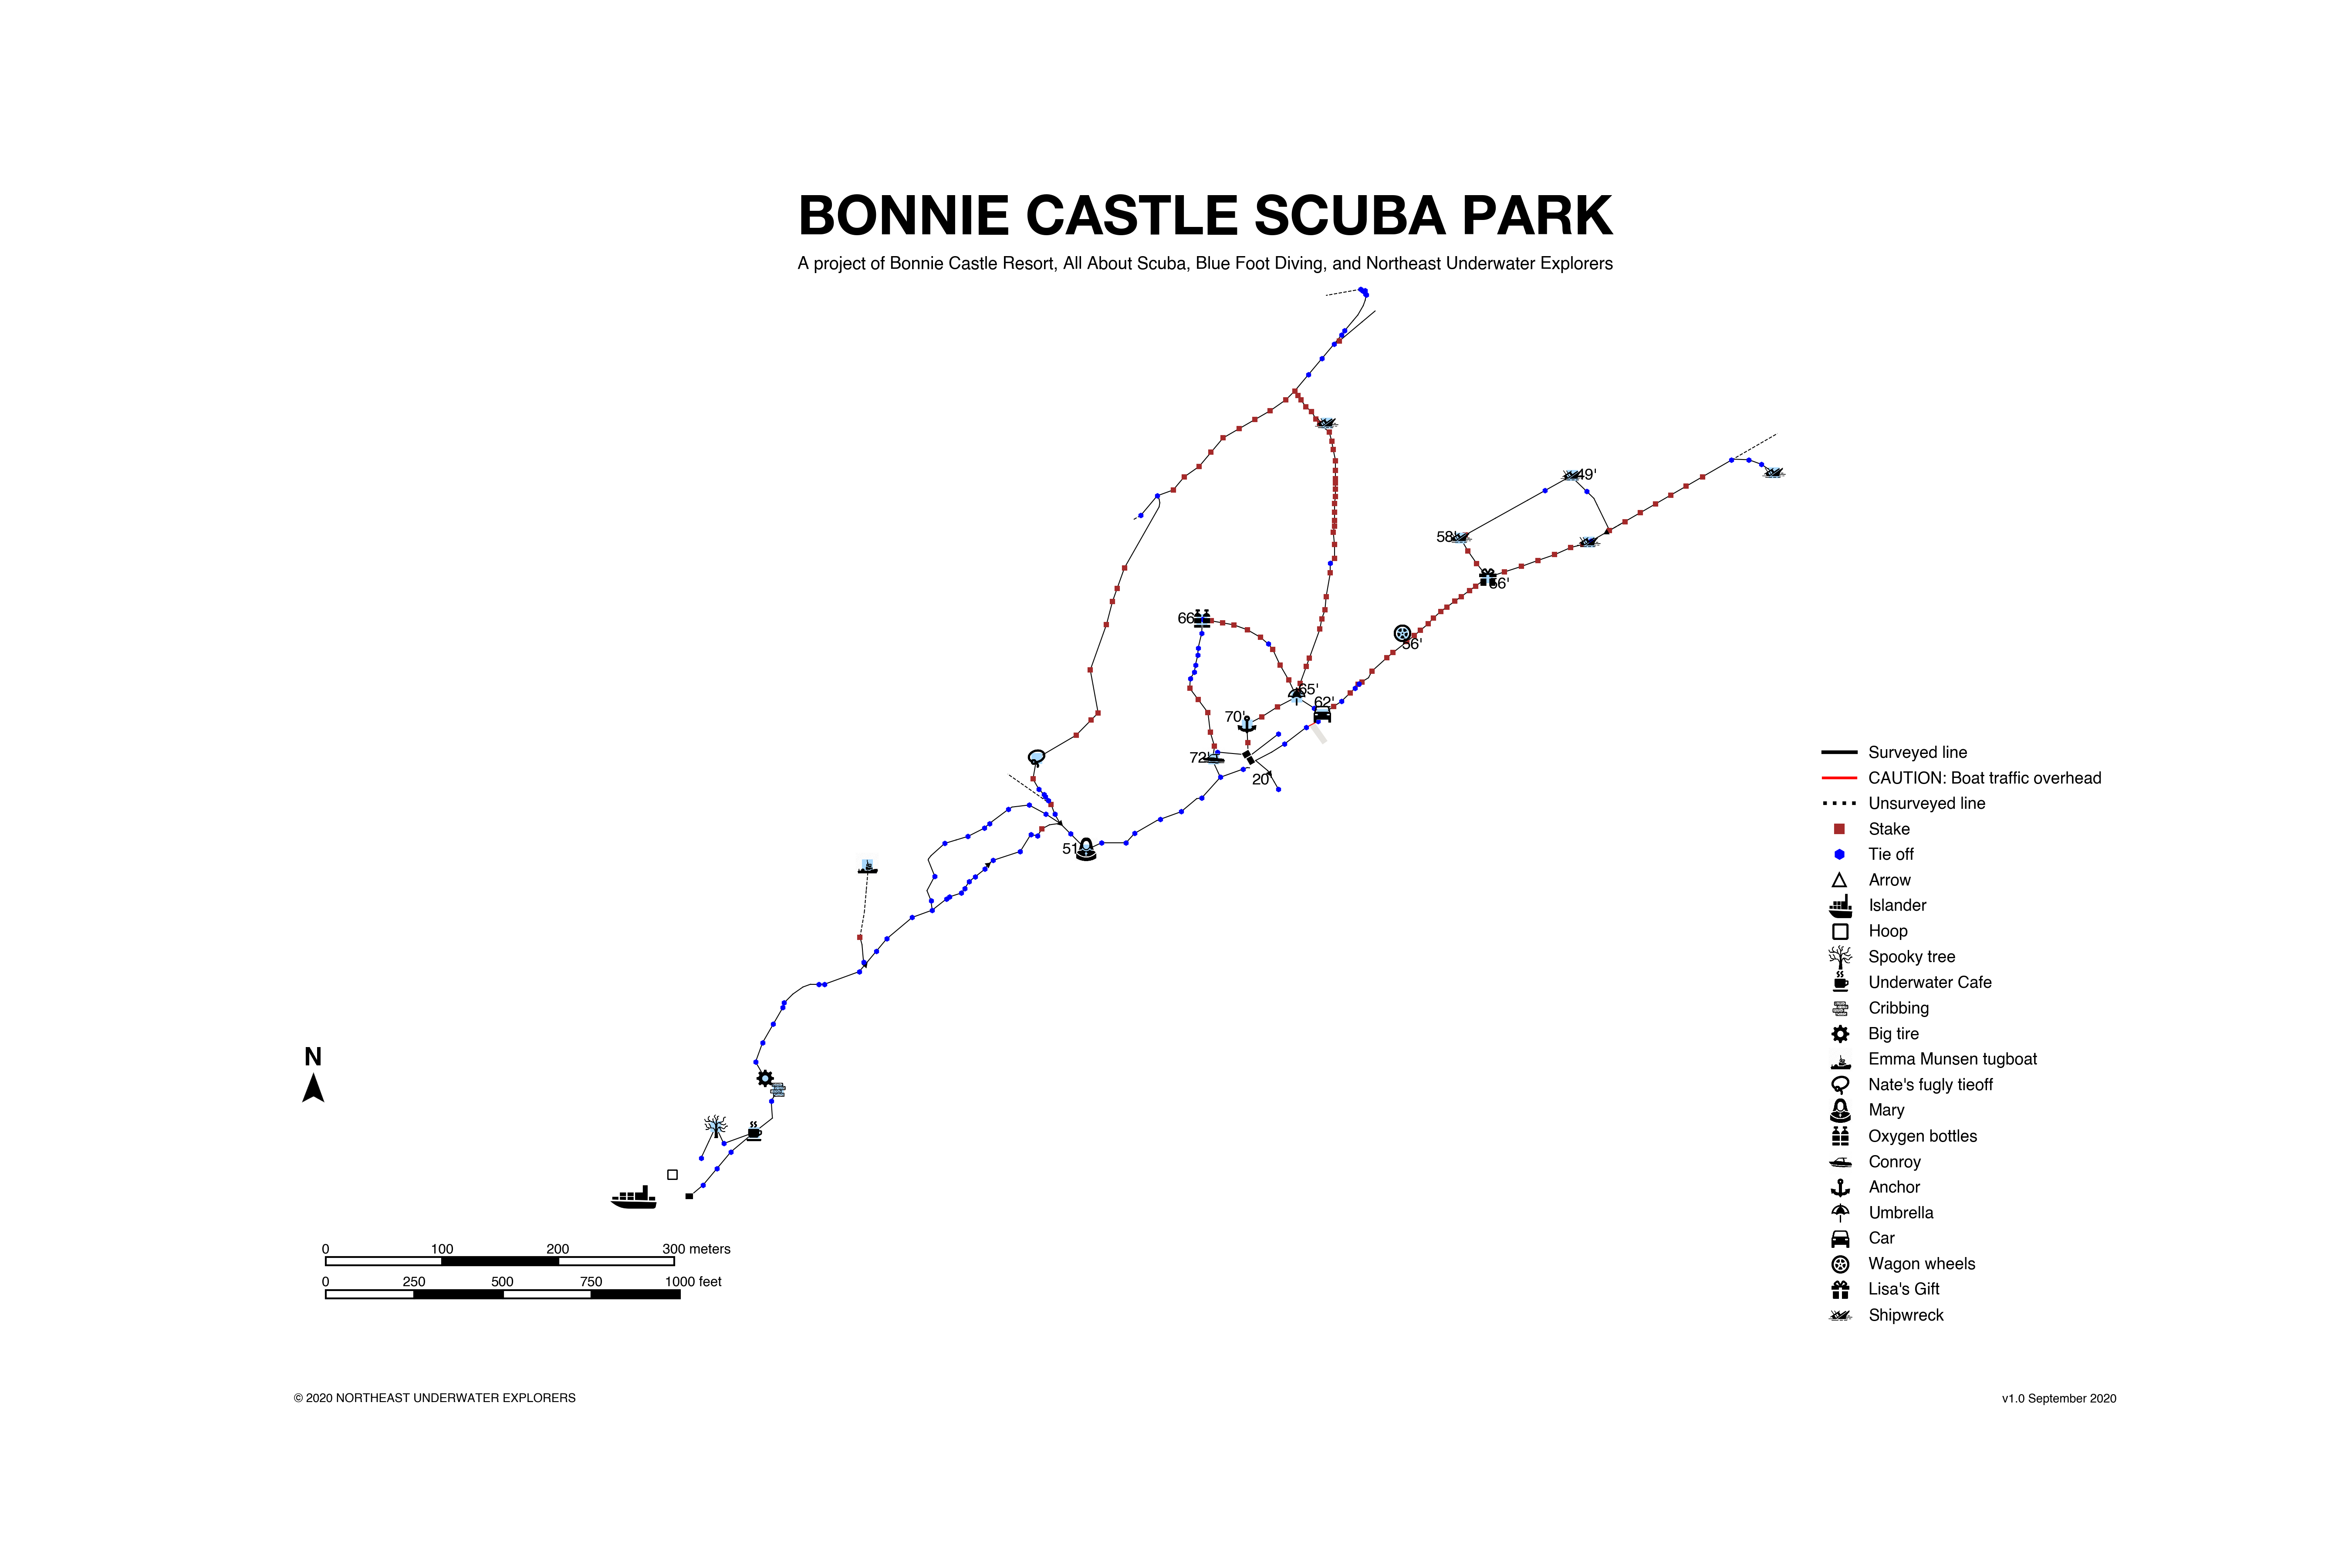 BONNIE CASTLE SCUBA PARK
A project of Bonnie Castle Resort, All About Scuba, Blue Foot Diving, and Northeast Underwater Explorers
49'
58'
56'
66'
56'
65'
62'
70'
72'
20'
51'
Surveyed line
CAUTION: Boat traffic overhead
Unsurveyed line
Stake
Tie off
Arrow
Islander
Hoop
Spooky tree
Underwater Cafe
Cribbing
Big tire
Emma Munsen tugboat
Nate's fugly tieoff
Mary
Oxygen bottles
Conroy
Anchor
Umbrella
Car
Wagon wheels
Lisa's Gift
Shipwreck
N
0 100 200 300 meters
0 250 500 750 1000 feet
© 2020 NORTHEAST UNDERWATER EXPLORERS
v1.0 September 2020